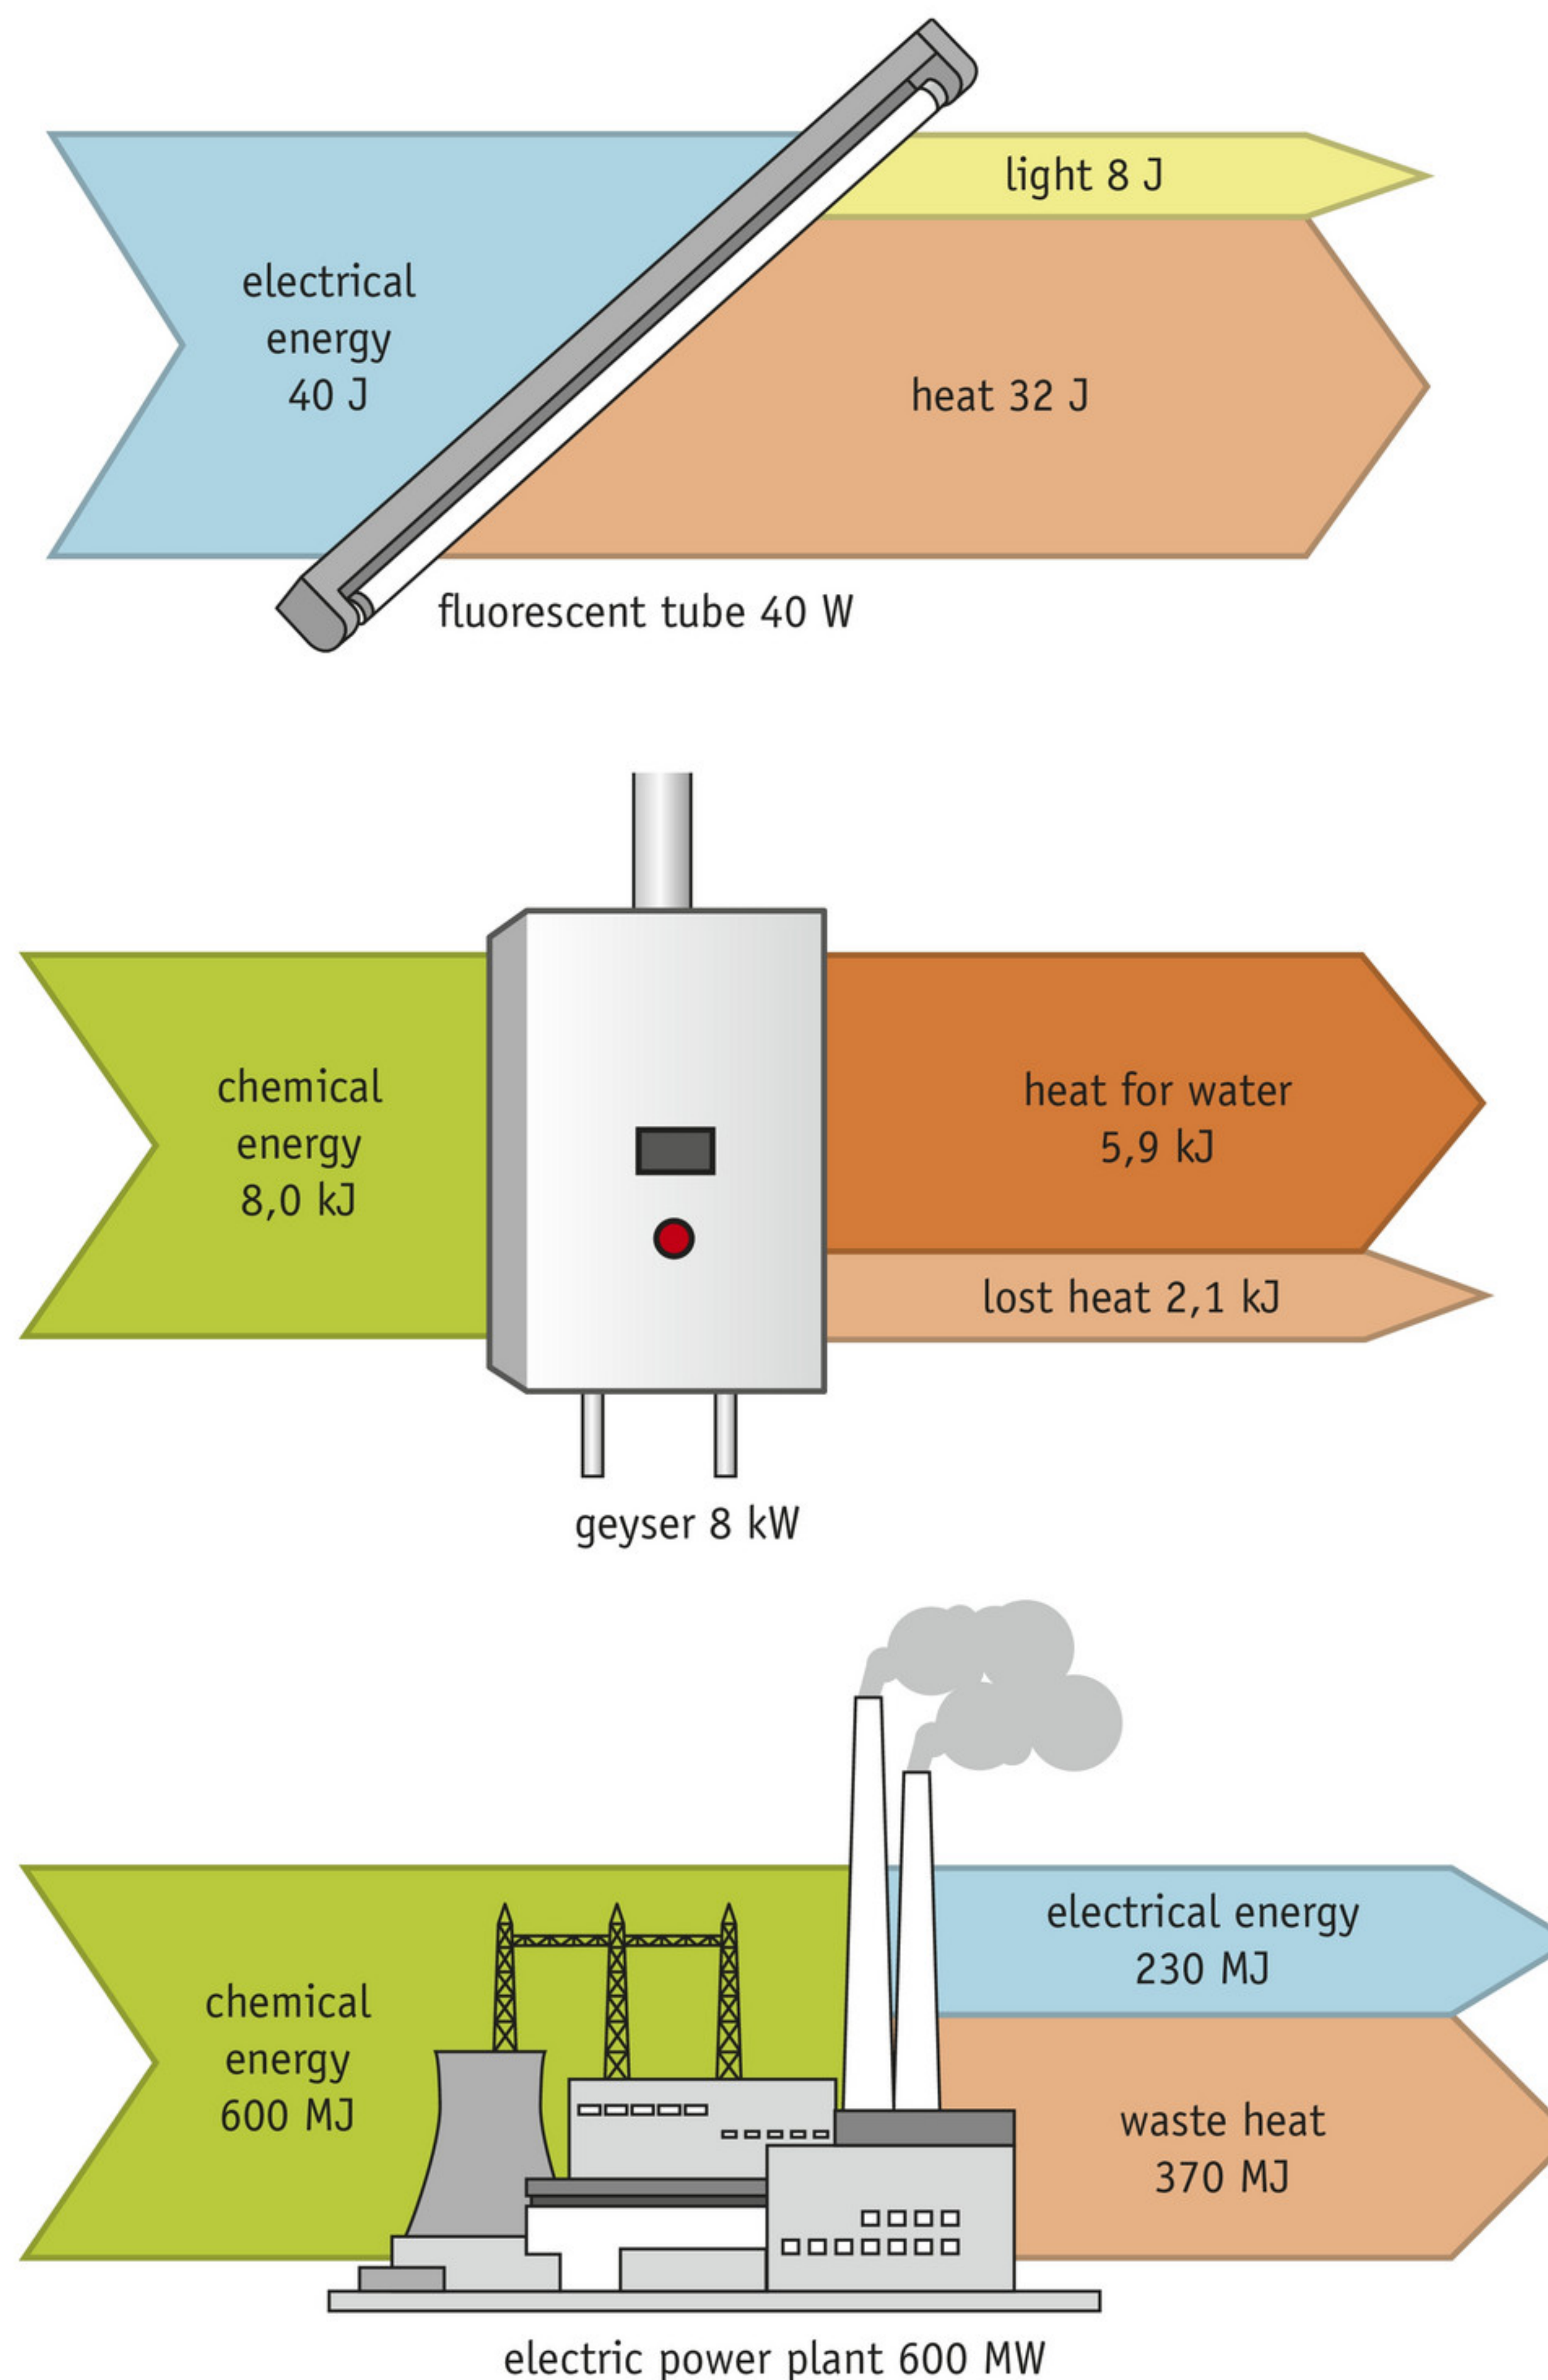 light 8 J
electrical
energy
40 J
heat 32 J
fluorescent tube 40 W
chemical
energy
8,0 kJ
heat for water
5,9 kJ
lost heat 2,1 kJ
geyser 8 kW
electrical energy
230 MJ
chemical
energy
600 MJ
waste heat
370 MJ
electric power plant 600 MW